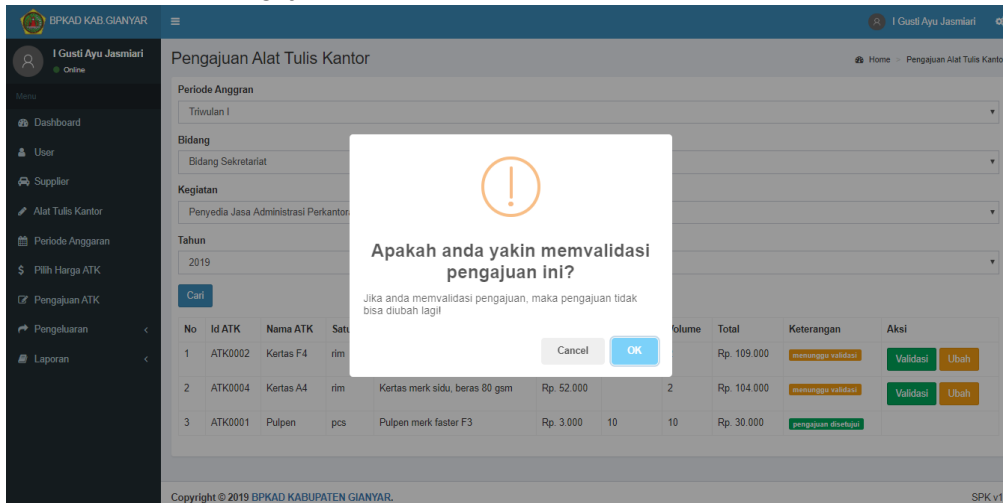 BPKAD KAB.GIANYAR
I Gusti Ayu Jasmiari
I Gusti Ayu Jasmiari
Online
Menu
Dashboard
User
Supplier
Alat Tulis Kantor
Periode Anggaran
Pilih Harga ATK
Pengajuan ATK
Pengeluaran
Laporan
Pengajuan Alat Tulis Kantor
Home > Pengajuan Alat Tulis Kanto
Periode Anggran
Triwulan I
Bidang
Bidang Sekretariat
Kegiatan
Penyedia Jasa Administrasi Perkantor
Tahun
2019
Cari
Apakah anda yakin memvalidasi
pengajuan ini?
Jika anda memvalidasi pengajuan, maka pengajuan tidak
bisa diubah lagi!
Cancel OK
No Id ATK Nama ATK Satu Volume Total Keterangan Aksi
1 ATK0002 Kertas F4 rim Rp. 109.000 menunggu validasi Validasi Ubah
2 ATK0004 Kertas A4 rim Kertas merk sidu, beras 80 gsm Rp. 52.000 2 Rp. 104.000 menunggu validasi Validasi Ubah
3 ATK0001 Pulpen pcs Pulpen merk faster F3 Rp. 3.000 10 10 Rp. 30.000 pengajuan disetujui
Copyright © 2019 BPKAD KABUPATEN GIANYAR.
SPK v1